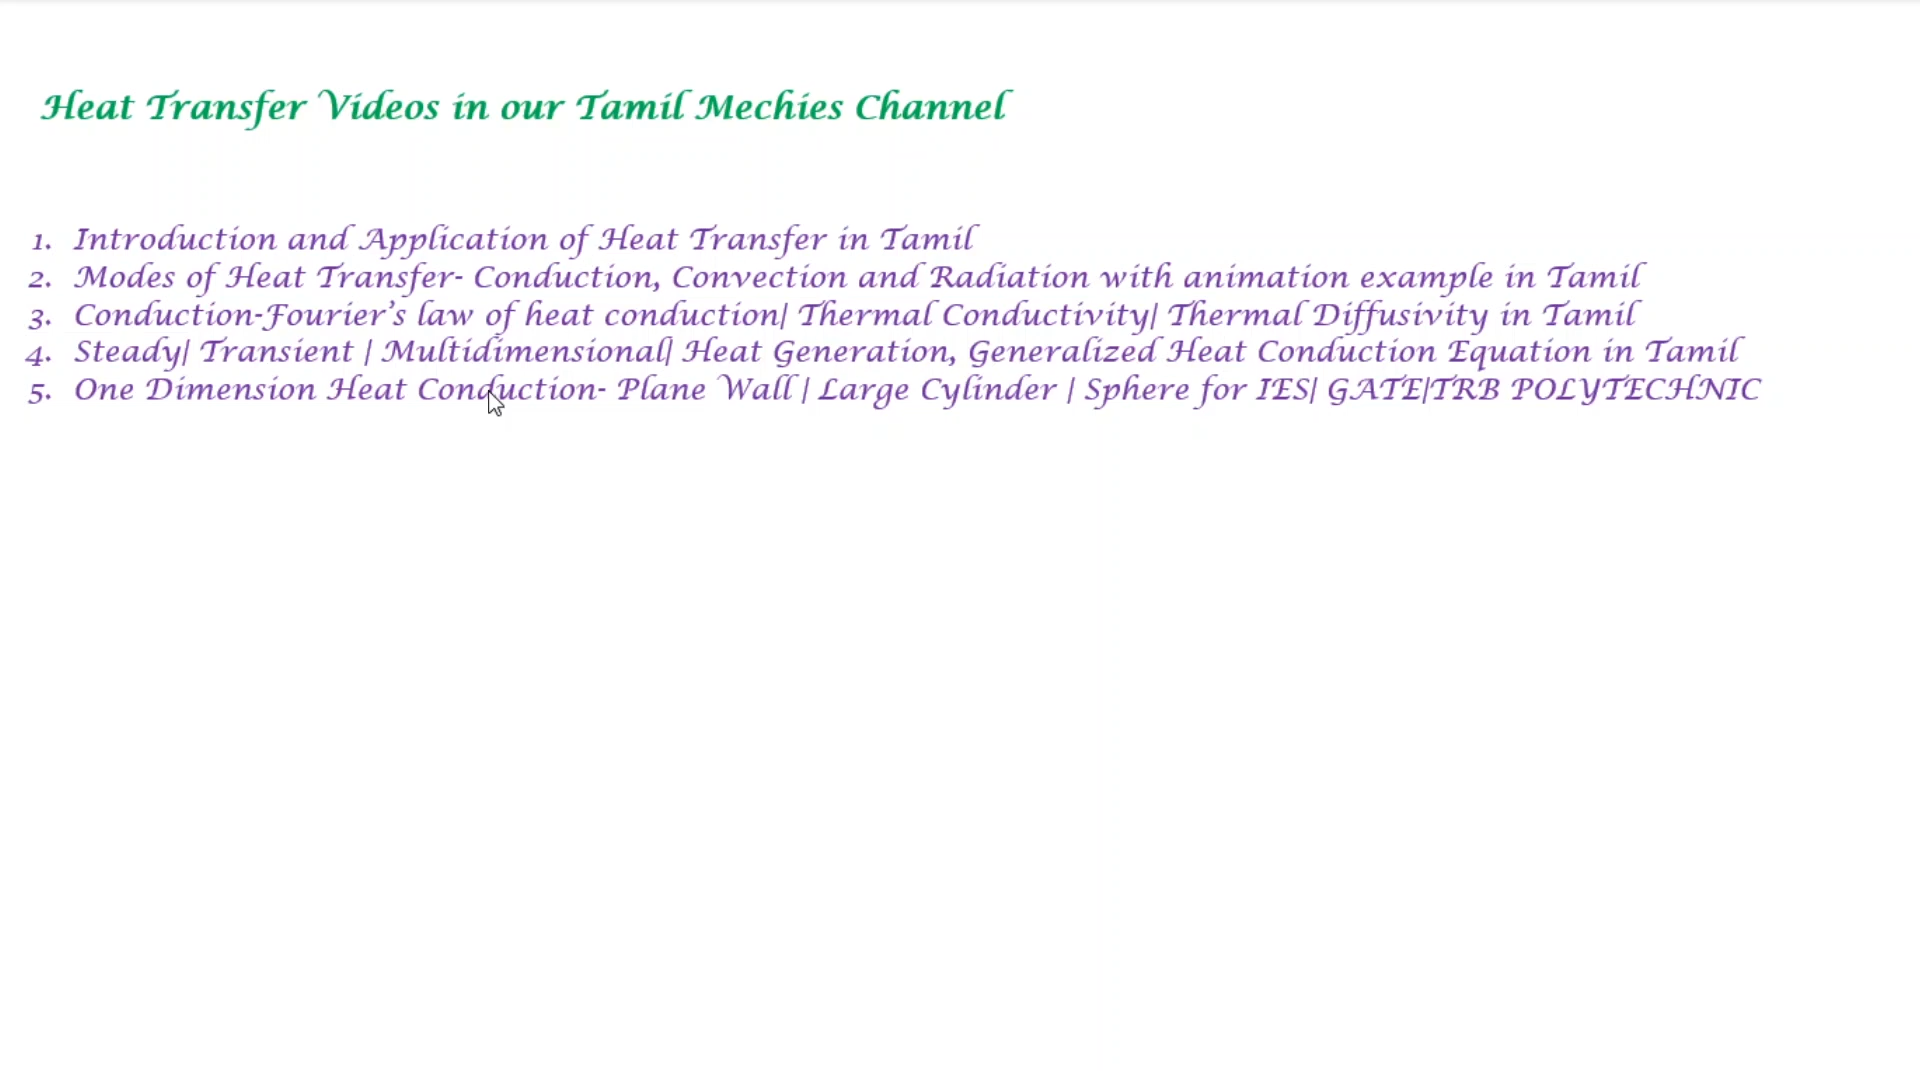 Heat Transfer Videos in our Tamil Mechies Channel
1. Introduction and Application of Heat Transfer in Tamil
2. Modes of Heat Transfer- Conduction, Convection and Radiation with animation example in Tamil
3. Conduction-Fourier’s law of heat conduction| Thermal Conductivity| Thermal Diffusivity in Tamil
4. Steady| Transient | Multidimensional| Heat Generation, Generalized Heat Conduction Equation in Tamil
5. One Dimension Heat Conduction- Plane Wall | Large Cylinder | Sphere for IES| GATE|TRB POLYTECHNIC